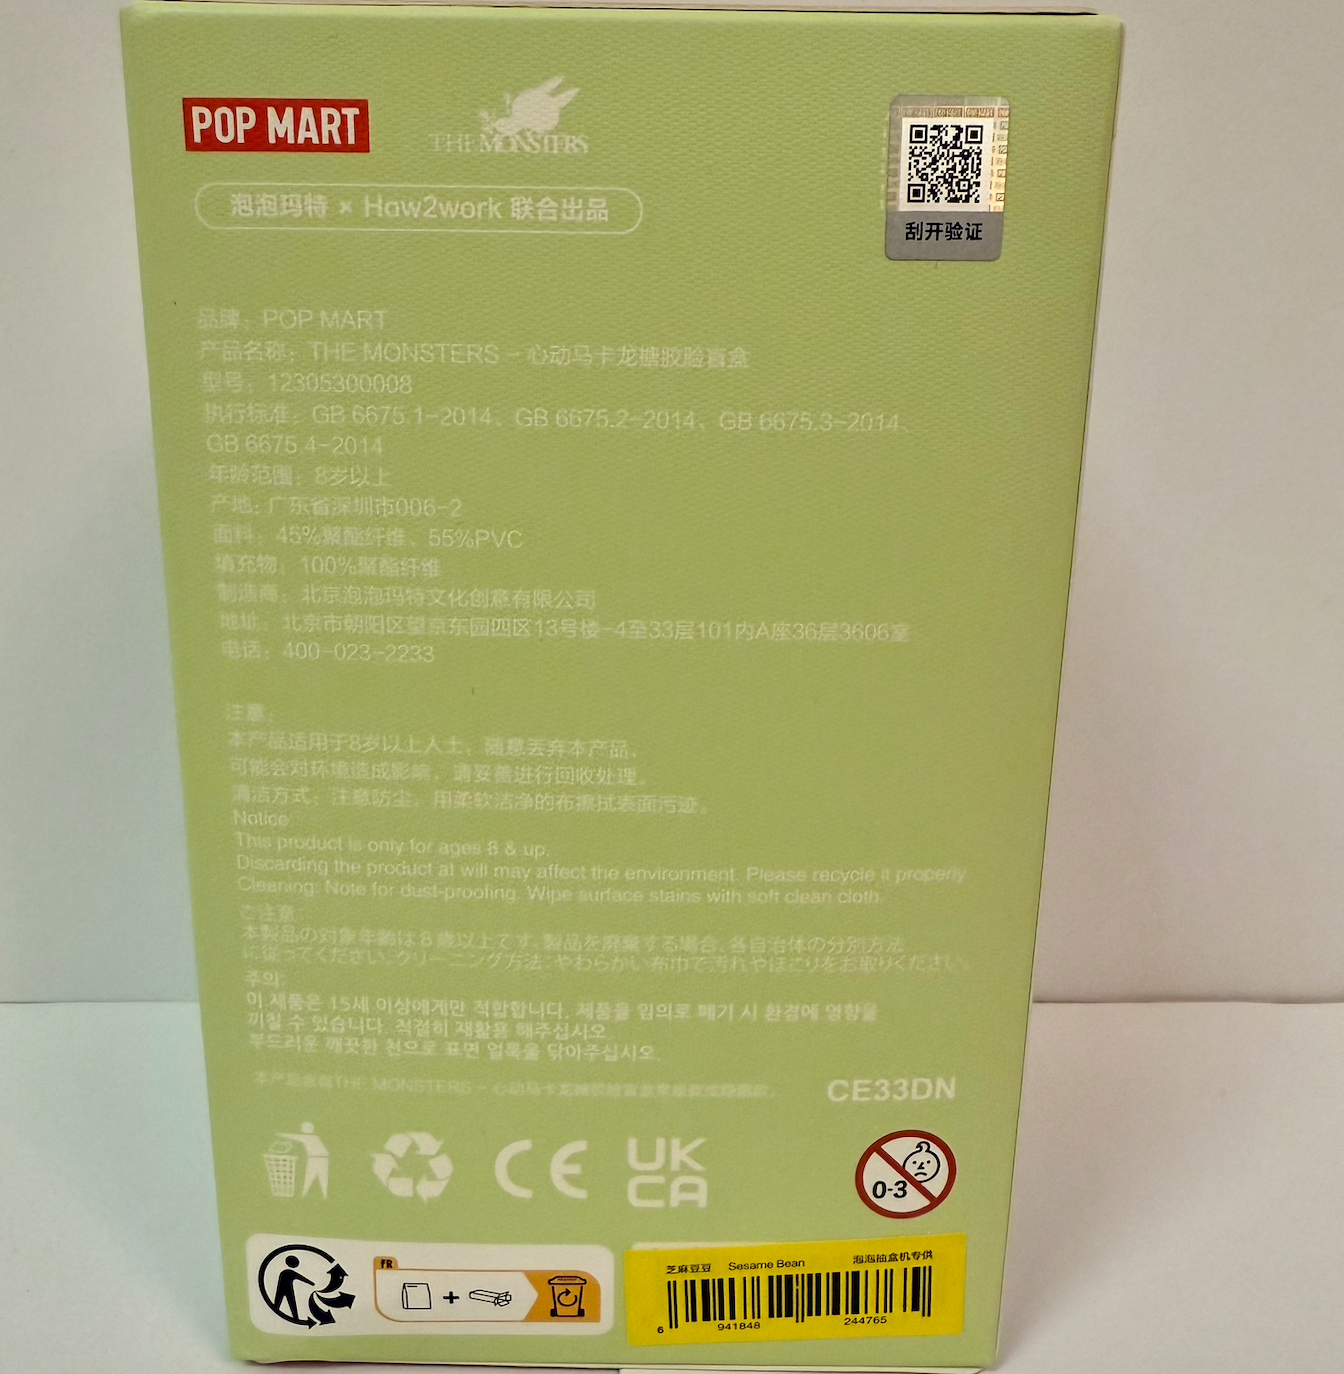 POP MART
THE MONSTERS
泡泡玛特 × How2work 联合出品
刮开验证
品牌：POP MART
产品名称：THE MONSTERS－心动马卡龙搪胶脸盲盒
型号：12305300008
执行标准：GB 6675.1-2014、GB 6675.2-2014、GB 6675.3-2014、
GB 6675.4-2014
年龄范围：8岁以上
产地：广东省深圳市006-2
面料：45%聚酯纤维、55%PVC
填充物：100%聚酯纤维
制造商：北京泡泡玛特文化创意有限公司
地址：北京市朝阳区望京东园四区13号楼-4至33层101内A座36层3606室
电话：400-023-2233
注意：
本产品适用于8岁以上人士，随意丢弃本产品，
可能会对环境造成影响，请妥善进行回收处理。
清洁方式：注意防尘，用柔软洁净的布擦拭表面污迹。
Notice:
This product is only for ages 8 & up.
Discarding the product at will may affect the environment. Please recycle it properly
Cleaning: Note for dust-proofing. Wipe surface stains with soft clean cloth.
ご注意：
本製品の対象年齢は8歳以上です。製品を廃棄する場合、各自治体の分別方法
に従ってください。クリーニング方法：やわらかい布巾で汚れやほこりをお取りください。
주의:
이 제품은 15세 이상에게만 적합합니다. 제품을 임의로 폐기 시 환경에 영향을
끼칠 수 있습니다. 적절히 재활용 해주십시오.
부드러운 깨끗한 천으로 표면 얼룩을 닦아주십시오.
THE MONSTERS－心动马卡龙搪胶脸盲盒
CE33DN
CE
UK
CA
0-3
FR
芝麻豆豆 Sesame Bean 泡泡抽盒机专供
6 941848 244765